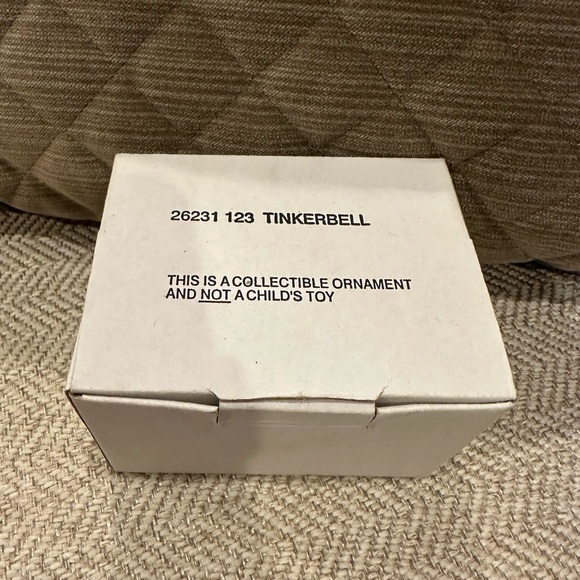 26231 123 TINKERBELL
THIS IS A COLLECTIBLE ORNAMENT
AND NOT A CHILD'S TOY